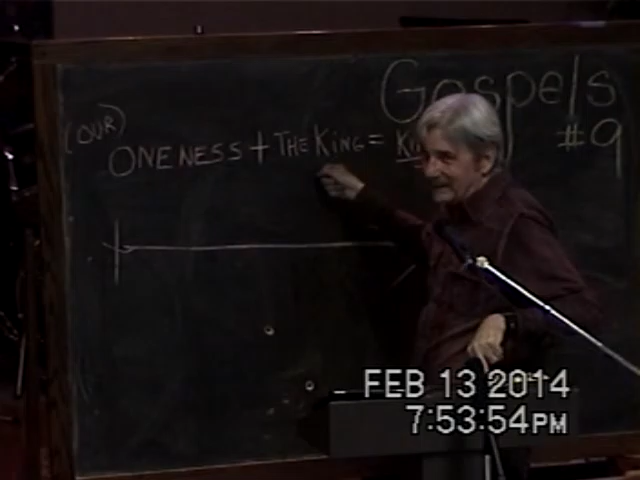 Gospels
#9
(OUR)
ONENESS + THE KING =
FEB 13 2014
7:53:54PM